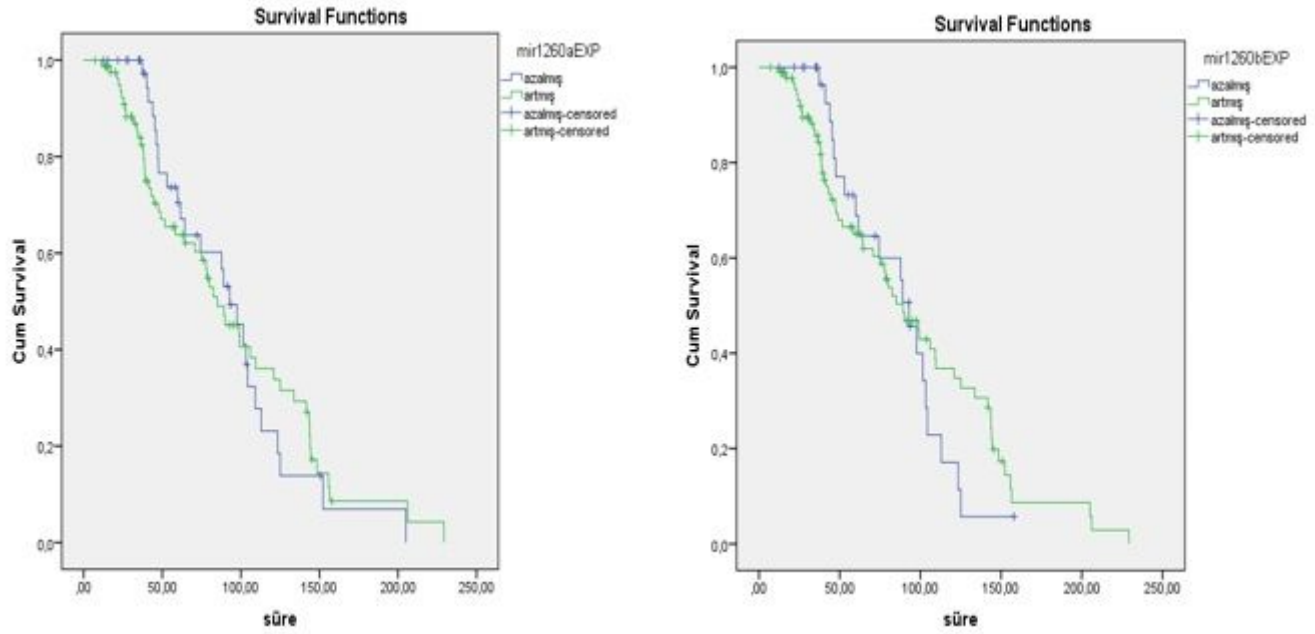 Survival Functions
mir1260aEXP
azalmış
artmış
azalmış-censored
artmış-censored
1,0
0,8
0,6
0,4
0,2
0,0
Cum Survival
,00 50,00 100,00 150,00 200,00 250,00
süre
Survival Functions
mir1260bEXP
azalmış
artmış
azalmış-censored
artmış-censored
1,0
0,8
0,6
0,4
0,2
0,0
Cum Survival
,00 50,00 100,00 150,00 200,00 250,00
süre